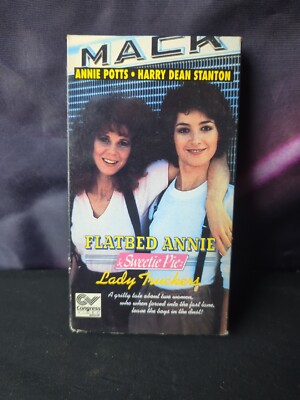 MACK
ANNIE POTTS • HARRY DEAN STANTON
FLATBED ANNIE
& Sweetie Pie:
Lady Truckers
A gritty tale about two women,
who when forced into the fast lane,
leave the boys in the dust!
CV
Congress